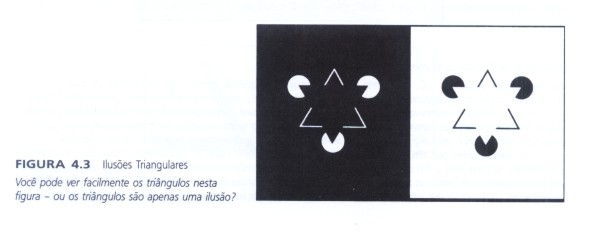 FIGURA 4.3 Ilusões Triangulares
Você pode ver facilmente os triângulos nesta
figura – ou os triângulos são apenas uma ilusão?